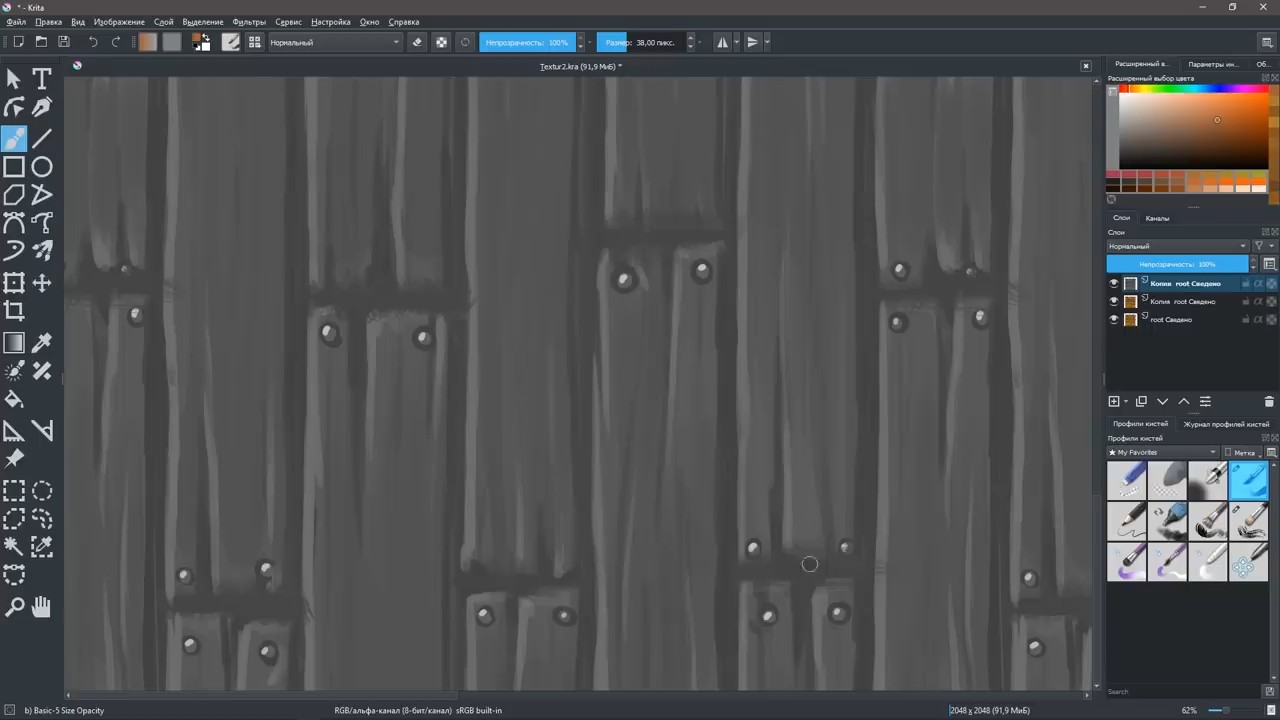 * - Krita
Файл Правка Вид Изображение Слой Выделение Фильтры Сервис Настройка Окно Справка
Нормальный
Непрозрачность: 100%
Размер: 38,00 пикс.
Textur2.kra (91,9 МиБ) *
Расширенный в...
Параметры ин...
Об...
Расширенный выбор цвета
Слои
Каналы
Слои
Нормальный
Непрозрачность: 100%
Копия root Сведено
Копия root Сведено
root Сведено
Профили кистей
Журнал профилей кистей
Профили кистей
★ My Favorites
Метка
Search
b) Basic-5 Size Opacity
RGB/альфа-канал (8-бит/канал) sRGB built-in
2048 x 2048 (91,9 МиБ)
62%